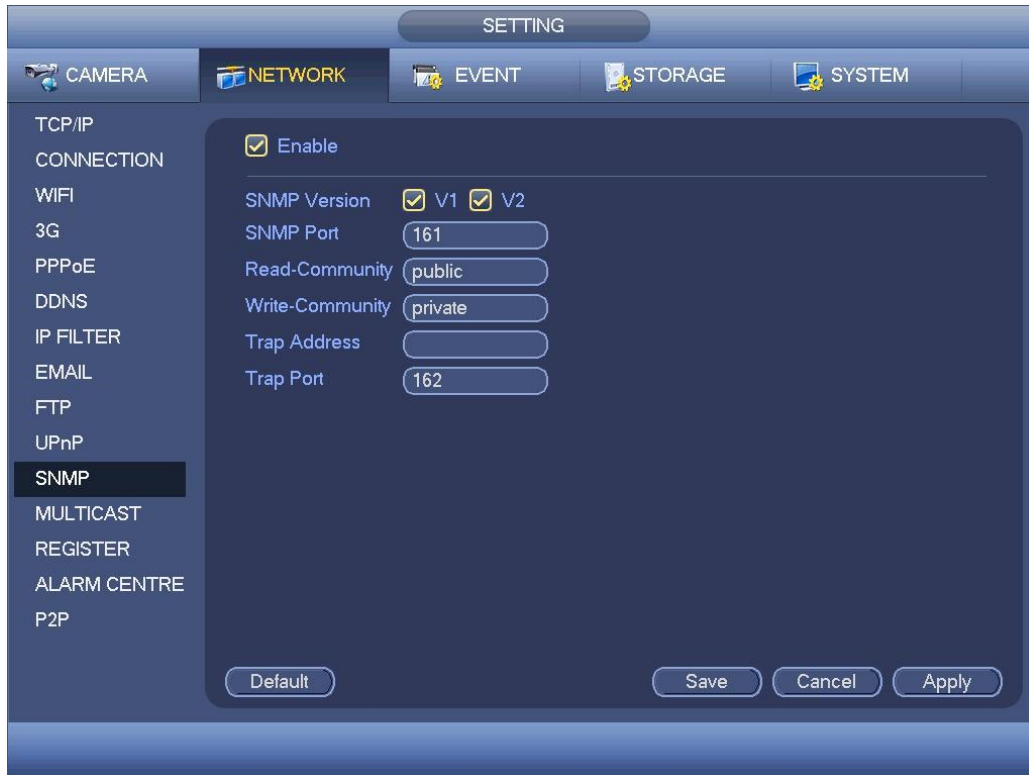 SETTING
CAMERA NETWORK EVENT STORAGE SYSTEM
TCP/IP
CONNECTION
WIFI
3G
PPPoE
DDNS
IP FILTER
EMAIL
FTP
UPnP
SNMP
MULTICAST
REGISTER
ALARM CENTRE
P2P
Enable
SNMP Version V1 V2
SNMP Port 161
Read-Community public
Write-Community private
Trap Address
Trap Port 162
Default Save Cancel Apply